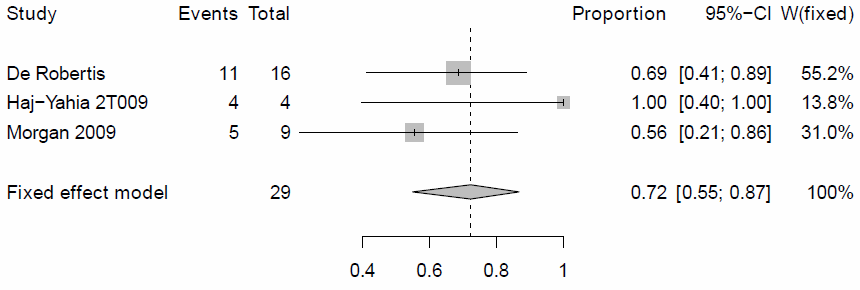 Study Events Total Proportion 95%−CI W(fixed)
De Robertis 11 16 0.69 [0.41; 0.89] 55.2%
Haj−Yahia 2T009 4 4 1.00 [0.40; 1.00] 13.8%
Morgan 2009 5 9 0.56 [0.21; 0.86] 31.0%
Fixed effect model 29 0.72 [0.55; 0.87] 100%
0.4 0.6 0.8 1